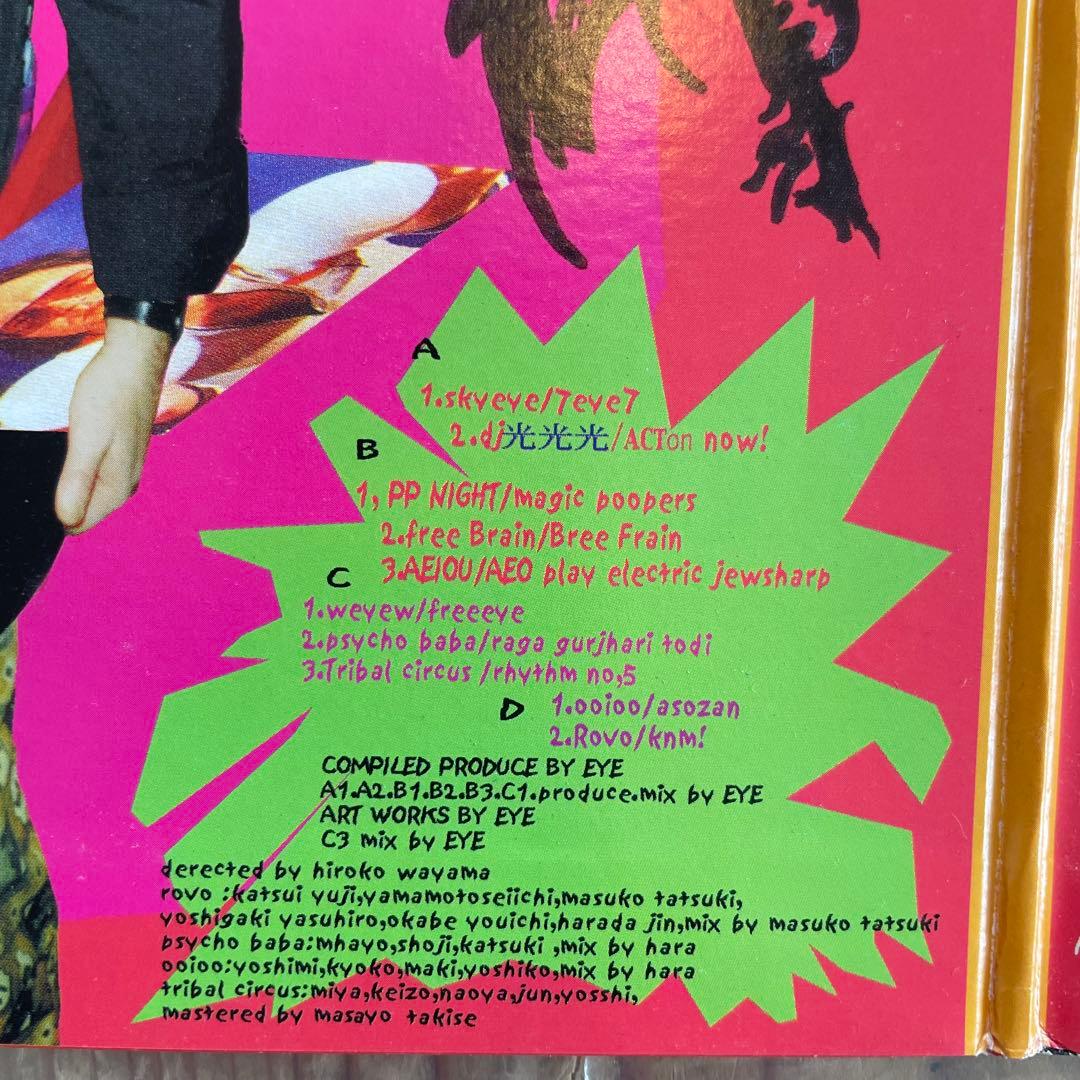 A
1.skyeye/7eye7
2.dj光光光/ACTon now!
B
1, PP NIGHT/magic poopers
2.free Brain/Bree Frain
3.AEIOU/AEO play electric jewsharp
C
1.weyew/freeeye
2.psycho baba/raga gurjhari todi
3.Tribal circus /rhythm no,5
D
1.ooioo/asozan
2.Rovo/knm!
COMPILED PRODUCE BY EYE
A1.A2.B1.B2.B3.C1.produce.mix by EYE
ART WORKS BY EYE
C3 mix by EYE
derected by hiroko wayama
rovo :katsui yuji,yamamotoseiichi,masuko tatsuki,
yoshigaki yasuhiro,okabe youichi,harada jin,mix by masuko tatsuki
psycho baba:mhayo,shoji,katsuki ,mix by hara
ooioo:yoshimi,kyoko,maki,yoshiko,mix by hara
tribal circus:miya,keizo,naoya,jun,yosshi,
mastered by masayo takise